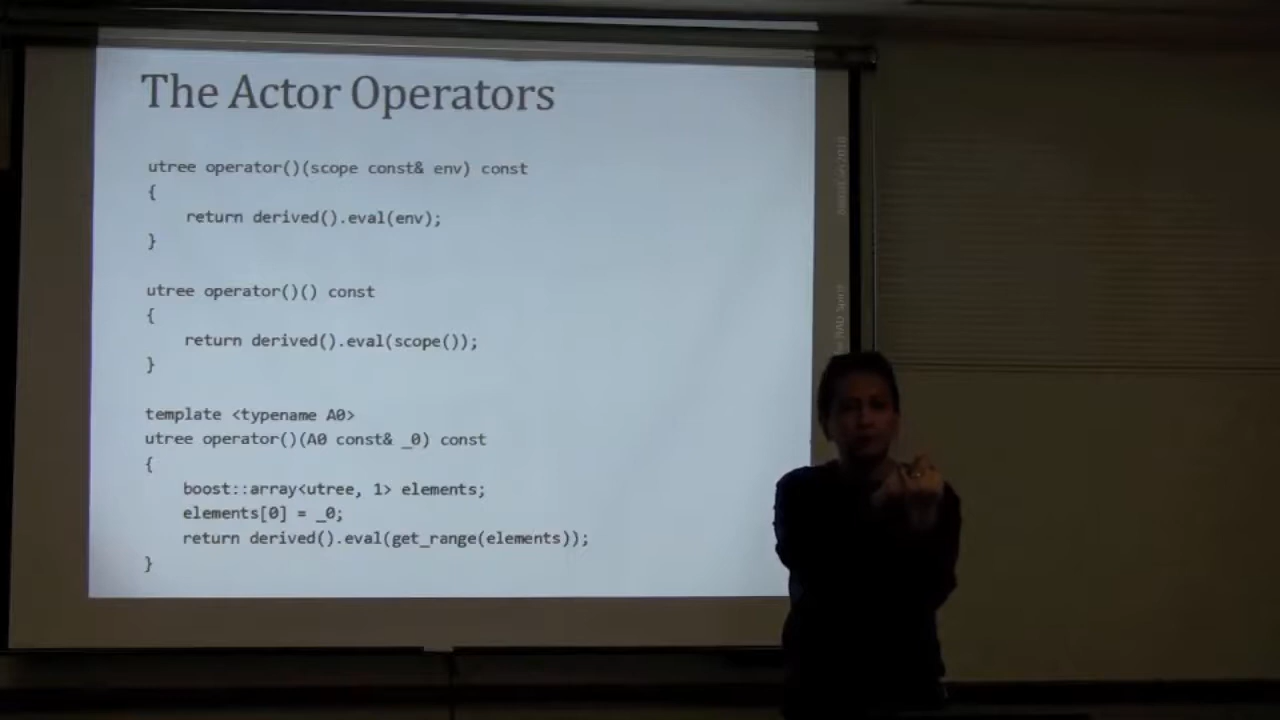 The Actor Operators
utree operator()(scope const& env) const
{
return derived().eval(env);
}
utree operator()() const
{
return derived().eval(scope());
}
template <typename A0>
utree operator()(A0 const& _0) const
{
boost::array<utree, 1> elements;
elements[0] = _0;
return derived().eval(get_range(elements));
}